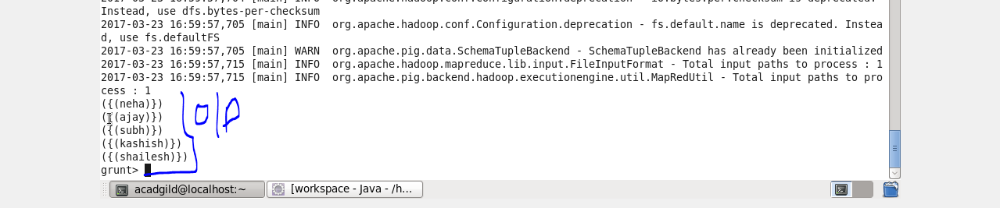 2017-03-23 16:59:57,704 [main] INFO  org.apache.hadoop.conf.Configuration.deprecation - io.bytes.per.checksum is deprecated.
Instead, use dfs.bytes-per-checksum
2017-03-23 16:59:57,705 [main] INFO  org.apache.hadoop.conf.Configuration.deprecation - fs.default.name is deprecated. Instea
d, use fs.defaultFS
2017-03-23 16:59:57,705 [main] WARN  org.apache.pig.data.SchemaTupleBackend - SchemaTupleBackend has already been initialized
2017-03-23 16:59:57,715 [main] INFO  org.apache.hadoop.mapreduce.lib.input.FileInputFormat - Total input paths to process : 1
2017-03-23 16:59:57,715 [main] INFO  org.apache.pig.backend.hadoop.executionengine.util.MapRedUtil - Total input paths to pro
cess : 1
({(neha)})
({(ajay)})
({(subh)})
({(kashish)})
({(shailesh)})
O/P
grunt>
acadgild@localhost:~
[workspace - Java - /h...